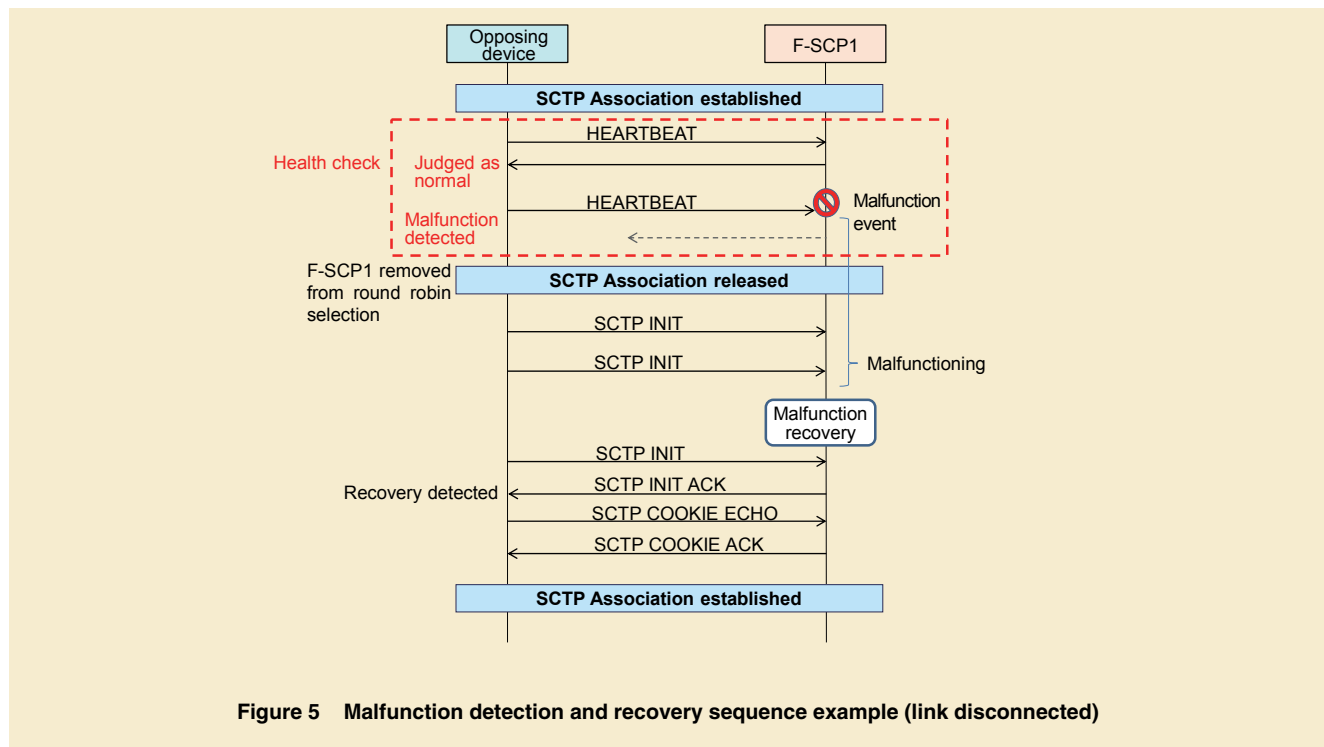 Opposing
device
F-SCP1
SCTP Association established
HEARTBEAT
Health check
Judged as
normal
HEARTBEAT
Malfunction
event
Malfunction
detected
F-SCP1 removed
from round robin
selection
SCTP Association released
SCTP INIT
SCTP INIT
Malfunctioning
Malfunction
recovery
SCTP INIT
Recovery detected
SCTP INIT ACK
SCTP COOKIE ECHO
SCTP COOKIE ACK
SCTP Association established
Figure 5 Malfunction detection and recovery sequence example (link disconnected)